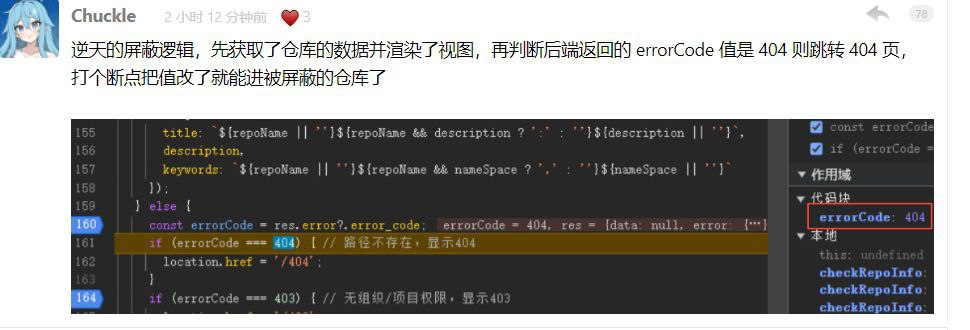 Chuckle 2 小时 12 分钟前 3 78
逆天的屏蔽逻辑，先获取了仓库的数据并渲染了视图，再判断后端返回的 errorCode 值是 404 则跳转 404 页，
打个断点把值改了就能进被屏蔽的仓库了
155 title: `${repoName || ''}${repoName && description ? ':' : ''}${description || ''}`,
const errorCode
156 description,
if (errorCode =
157 keywords: `${repoName || ''}${repoName && nameSpace ? ',' : ''}${nameSpace || ''}`
158 });
作用域
159 } else {
代码块
160 const errorCode = res.error?.error_code; errorCode = 404, res = {data: null, error: {…}
errorCode: 404
161 if (errorCode === 404) { // 路径不存在，显示404
本地
162 location.href = '/404';
this: undefined
163 }
checkRepoInfo:
164 if (errorCode === 403) { // 无组织/项目权限，显示403
checkRepoInfo:
checkRepoInfo: